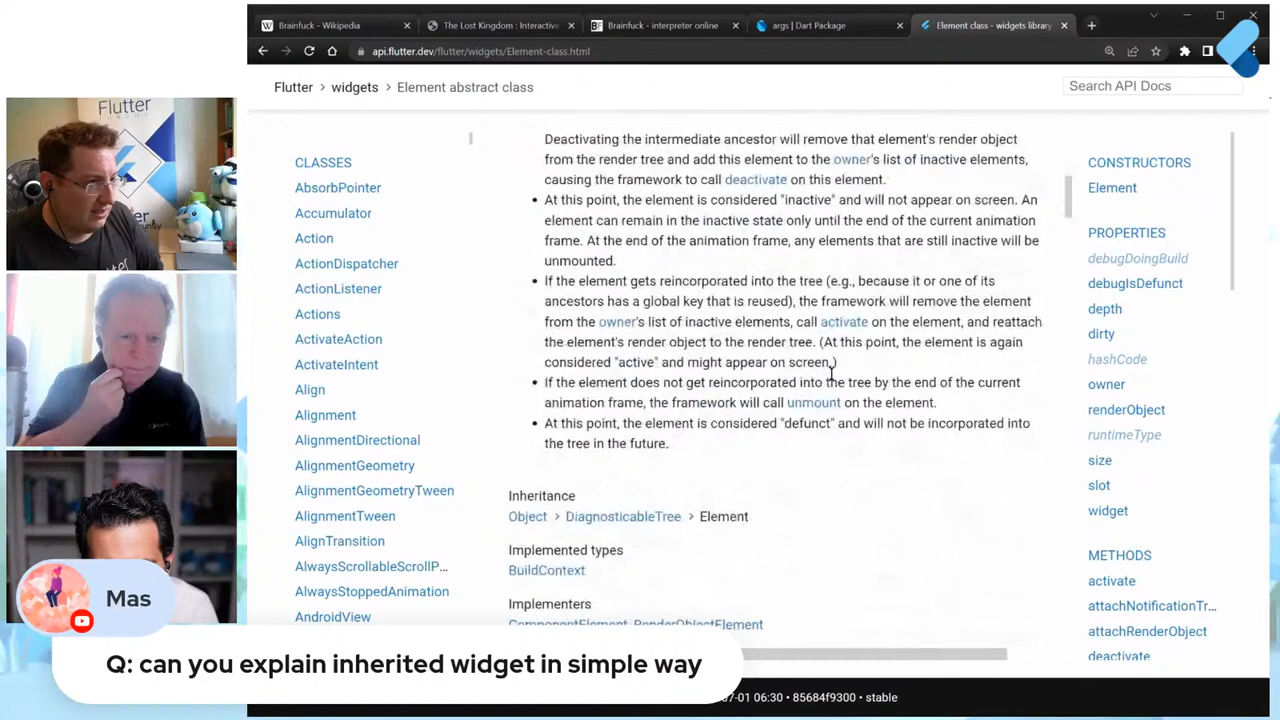 Brainfuck - Wikipedia
The Lost Kingdom : Interactive
Brainfuck - interpreter online
args | Dart Package
Element class - widgets library
api.flutter.dev/flutter/widgets/Element-class.html
Flutter > widgets > Element abstract class
Search API Docs
Flutter
CLASSES
AbsorbPointer
Accumulator
Action
ActionDispatcher
ActionListener
Actions
ActivateAction
ActivateIntent
Align
Alignment
AlignmentDirectional
AlignmentGeometry
AlignmentGeometryTween
AlignmentTween
AlignTransition
AlwaysScrollableScrollP...
AlwaysStoppedAnimation
AndroidView
Deactivating the intermediate ancestor will remove that element's render object
from the render tree and add this element to the owner's list of inactive elements,
causing the framework to call deactivate on this element.
• At this point, the element is considered "inactive" and will not appear on screen. An
element can remain in the inactive state only until the end of the current animation
frame. At the end of the animation frame, any elements that are still inactive will be
unmounted.
• If the element gets reincorporated into the tree (e.g., because it or one of its
ancestors has a global key that is reused), the framework will remove the element
from the owner's list of inactive elements, call activate on the element, and reattach
the element's render object to the render tree. (At this point, the element is again
considered "active" and might appear on screen.)
• If the element does not get reincorporated into the tree by the end of the current
animation frame, the framework will call unmount on the element.
• At this point, the element is considered "defunct" and will not be incorporated into
the tree in the future.
Inheritance
Object > DiagnosticableTree > Element
Implemented types
BuildContext
Implementers
ComponentElement, RenderObjectElement
CONSTRUCTORS
Element
PROPERTIES
debugDoingBuild
debugIsDefunct
depth
dirty
hashCode
owner
renderObject
runtimeType
size
slot
widget
METHODS
activate
attachNotificationTr...
attachRenderObject
deactivate
Mas
Q: can you explain inherited widget in simple way
7-01 06:30 • 85684f9300 • stable